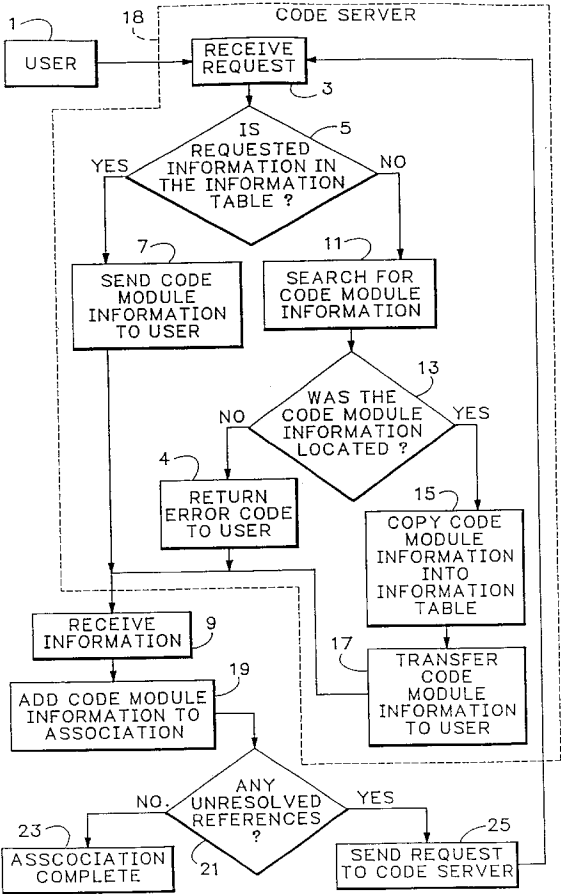 CODE SERVER
18
1
USER
RECEIVE
REQUEST
3
IS
REQUESTED
INFORMATION IN
THE INFORMATION
TABLE ?
5
YES
NO
7
SEND CODE
MODULE
INFORMATION
TO USER
11
SEARCH FOR
CODE MODULE
INFORMATION
WAS THE
CODE MODULE
INFORMATION
LOCATED ?
13
NO
YES
4
RETURN
ERROR CODE
TO USER
15
COPY CODE
MODULE
INFORMATION
INTO
INFORMATION
TABLE
RECEIVE
INFORMATION
9
17
TRANSFER
CODE
MODULE
INFORMATION
TO USER
ADD CODE MODULE
INFORMATION TO
ASSOCIATION
19
ANY
UNRESOLVED
REFERENCES
?
21
NO.
YES
23
ASSCOCIATION
COMPLETE
25
SEND REQUEST
TO CODE SERVER